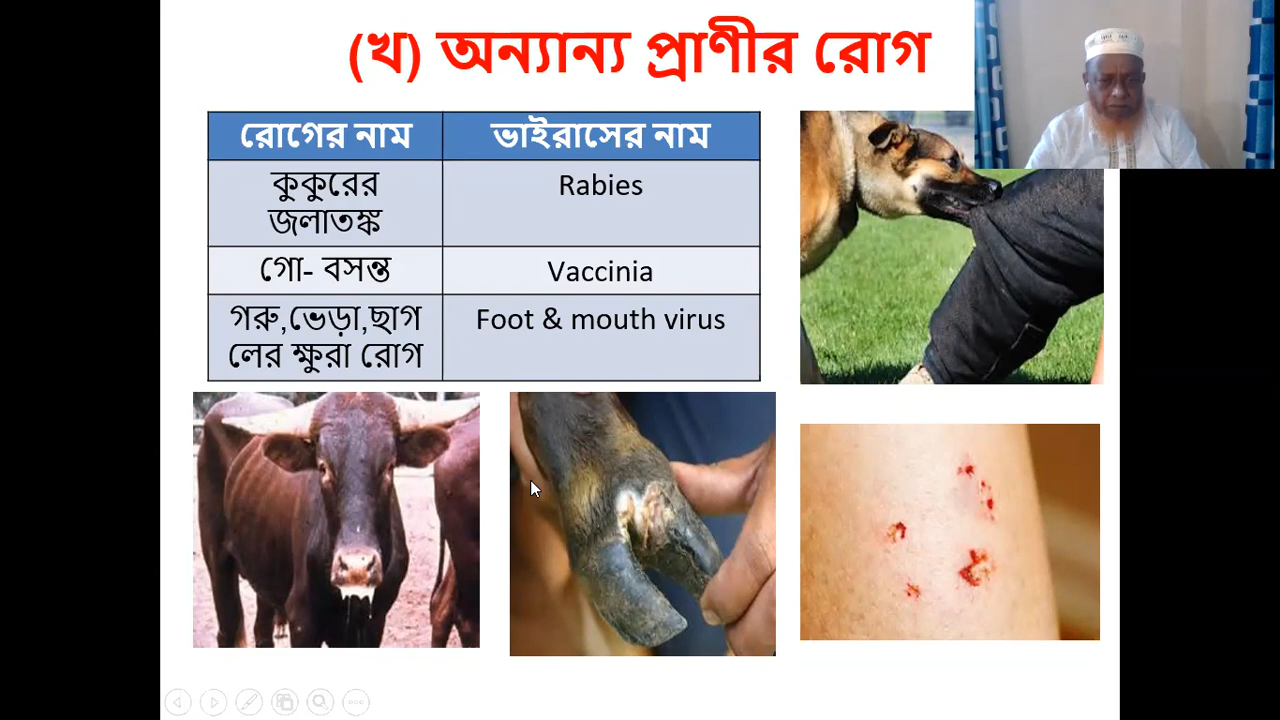 (খ) অন্যান্য প্রাণীর রোগ
রোগের নাম
ভাইরাসের নাম
কুকুরের
জলাতঙ্ক
Rabies
গো- বসন্ত
Vaccinia
গরু,ভেড়া,ছাগ
লের ক্ষুরা রোগ
Foot & mouth virus